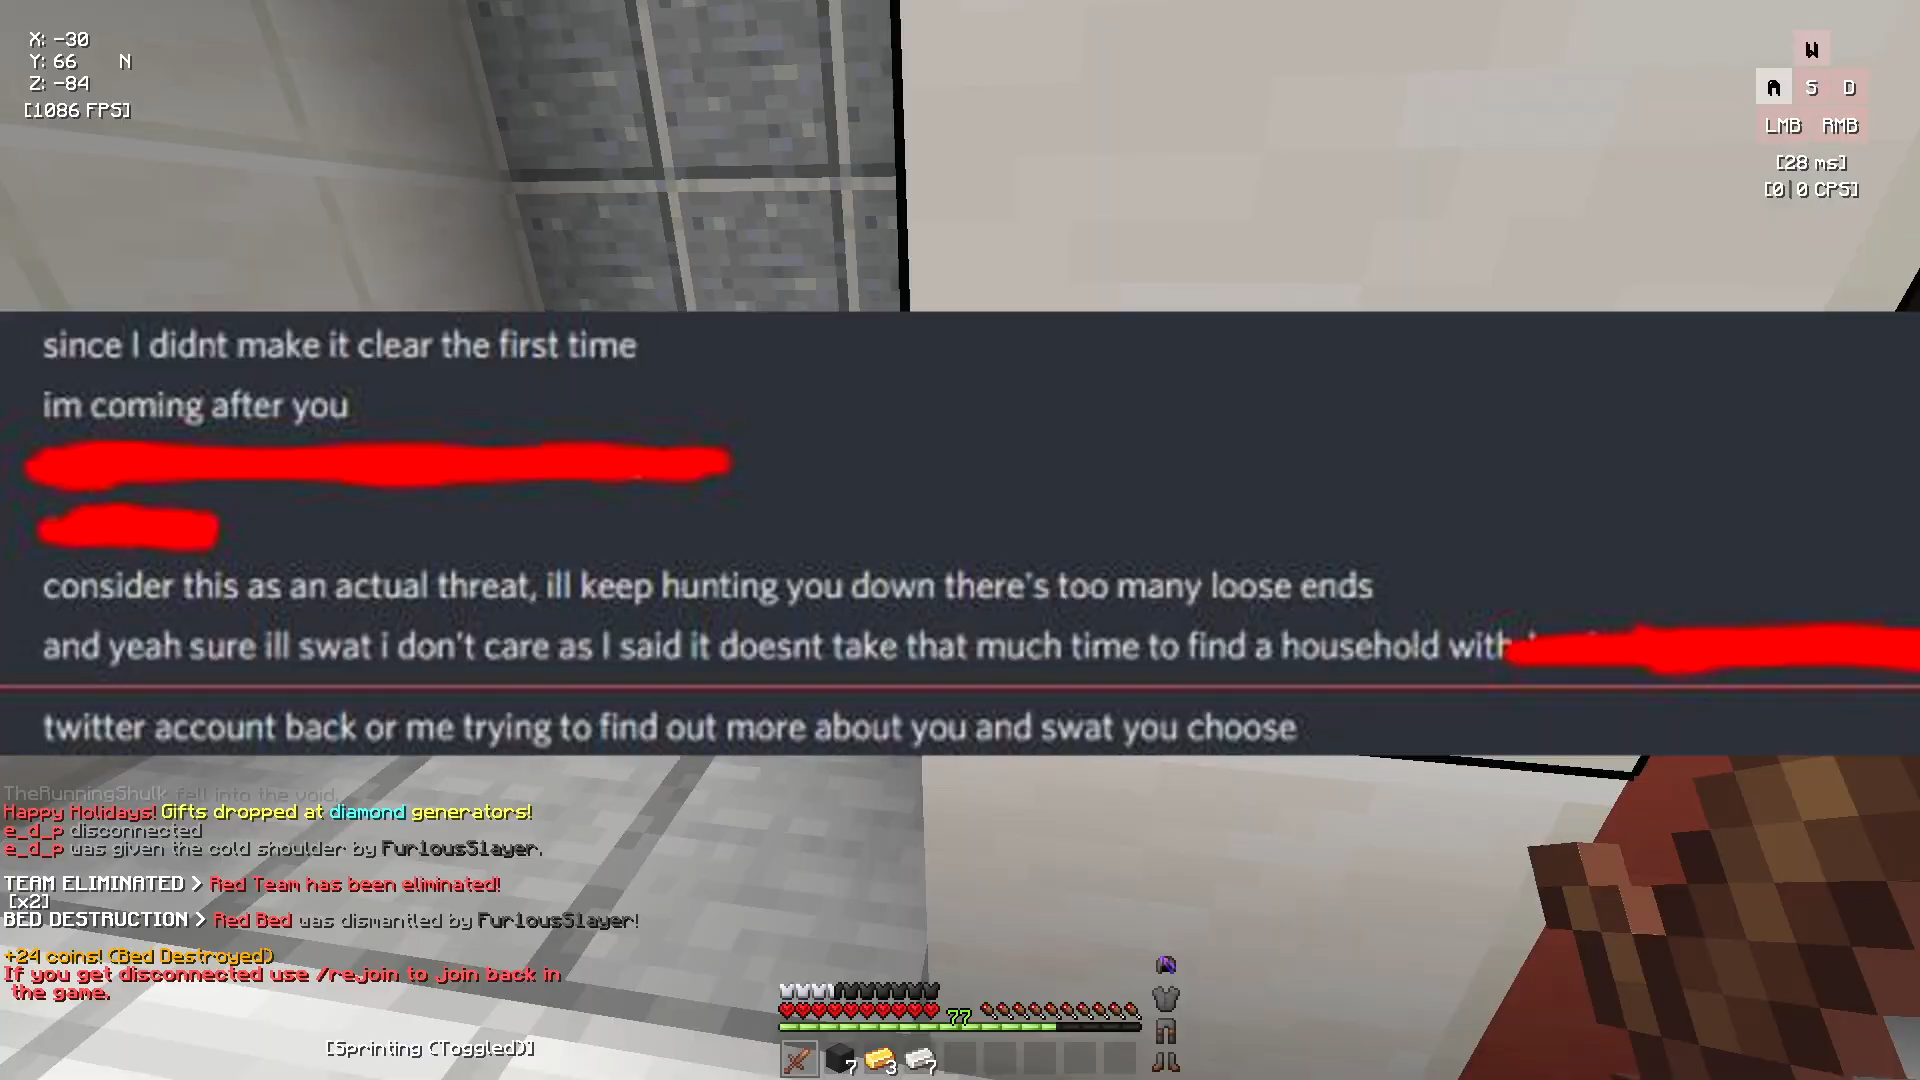 X: -30
Y: 66 N
Z: -84
[1086 FPS]
W
A S D
LMB RMB
[28 ms]
[0|0 CPS]
since I didnt make it clear the first time
im coming after you
consider this as an actual threat, ill keep hunting you down there's too many loose ends
and yeah sure ill swat i don't care as I said it doesnt take that much time to find a household with
twitter account back or me trying to find out more about you and swat you choose
TheRunningShulk fell into the void.
Happy Holidays! Gifts dropped at diamond generators!
e_d_p disconnected
e_d_p was given the cold shoulder by Fur1ousS1ayer.
TEAM ELIMINATED > Red Team has been eliminated!
[x2]
BED DESTRUCTION > Red Bed was dismantled by Fur1ousS1ayer!
+24 coins! (Bed Destroyed)
If you get disconnected use /rejoin to join back in
the game.
77
[Sprinting (Toggled)]
7 3 7